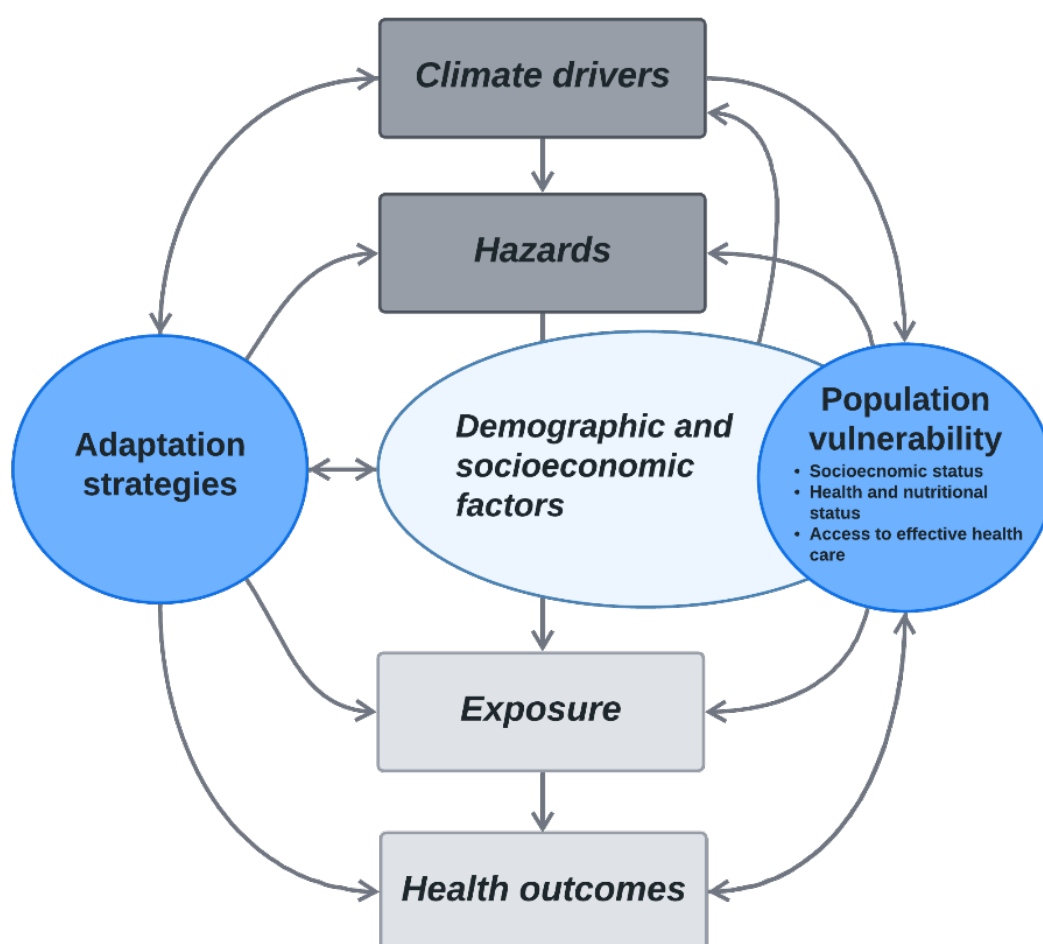 Climate drivers
Hazards
Adaptation
strategies
Demographic and
socioeconomic
factors
Population
vulnerability
• Socioecnomic status
• Health and nutritional
status
• Access to effective health
care
Exposure
Health outcomes